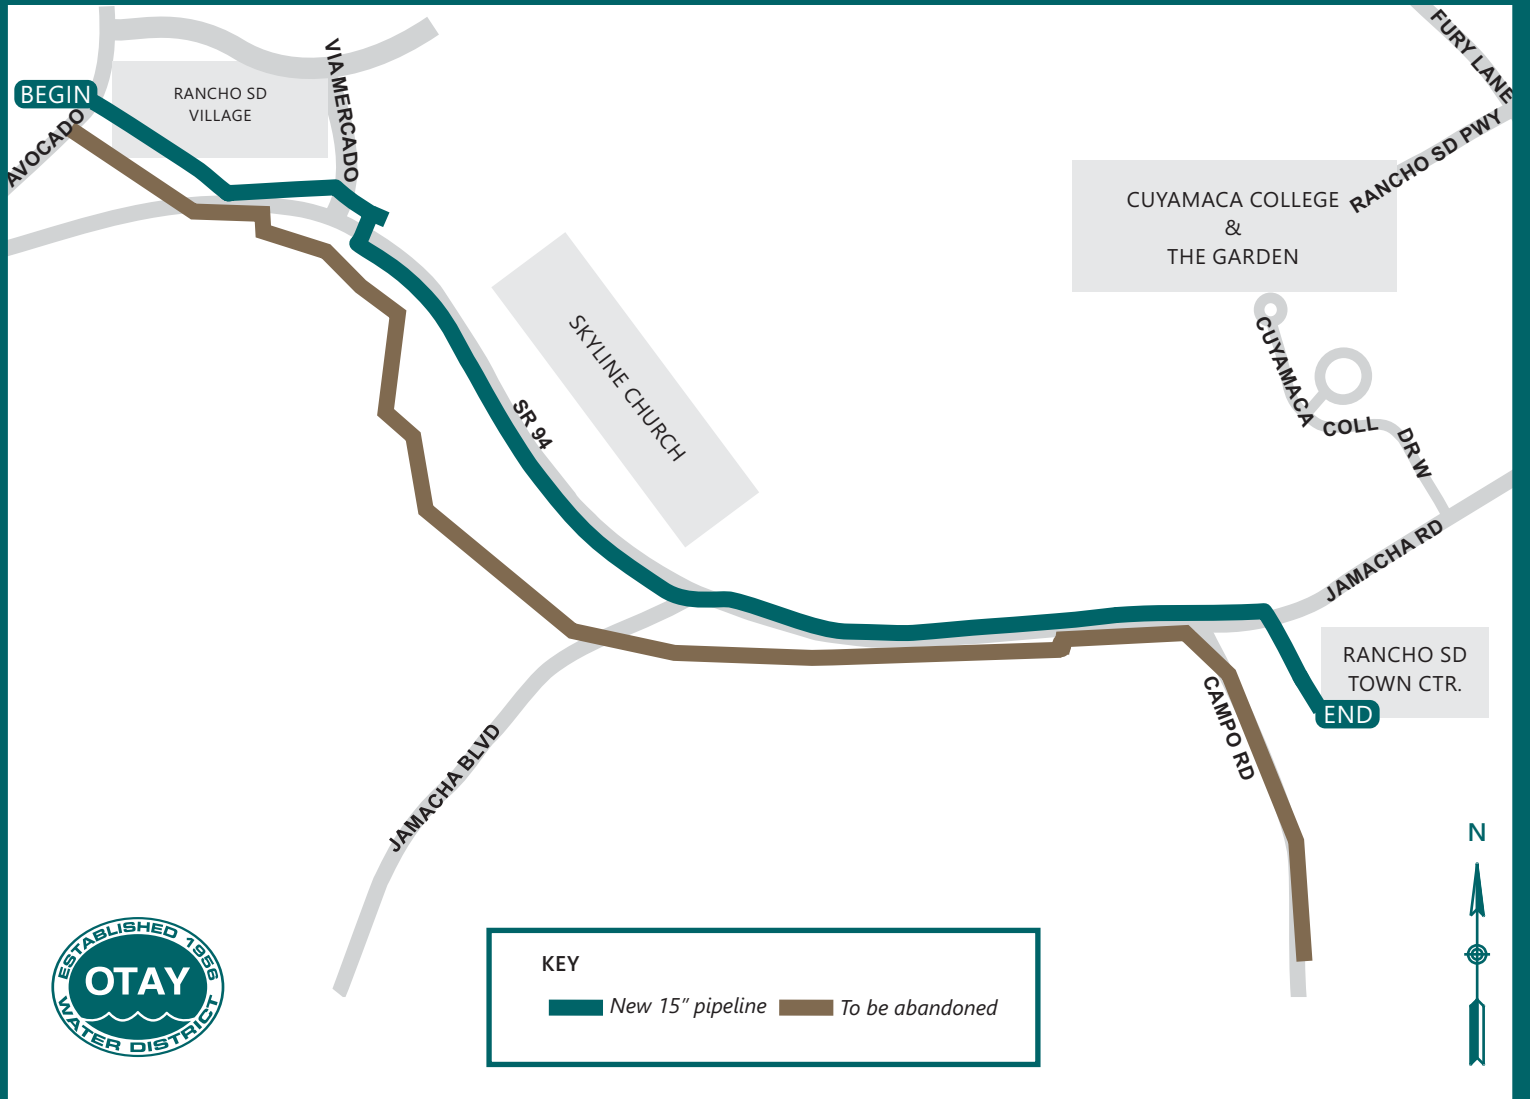 FURY LANE
VIA MERCADO
BEGIN
RANCHO SD
VILLAGE
AVOCADO
RANCHO SD PWY
CUYAMACA COLLEGE
&
THE GARDEN
SKYLINE CHURCH
SR 94
CUYAMACA
COLL
DR W
JAMACHA RD
RANCHO SD
TOWN CTR.
END
CAMPO RD
JAMACHA BLVD
N
ESTABLISHED 1956
OTAY
WATER DISTRICT
KEY
New 15” pipeline
To be abandoned